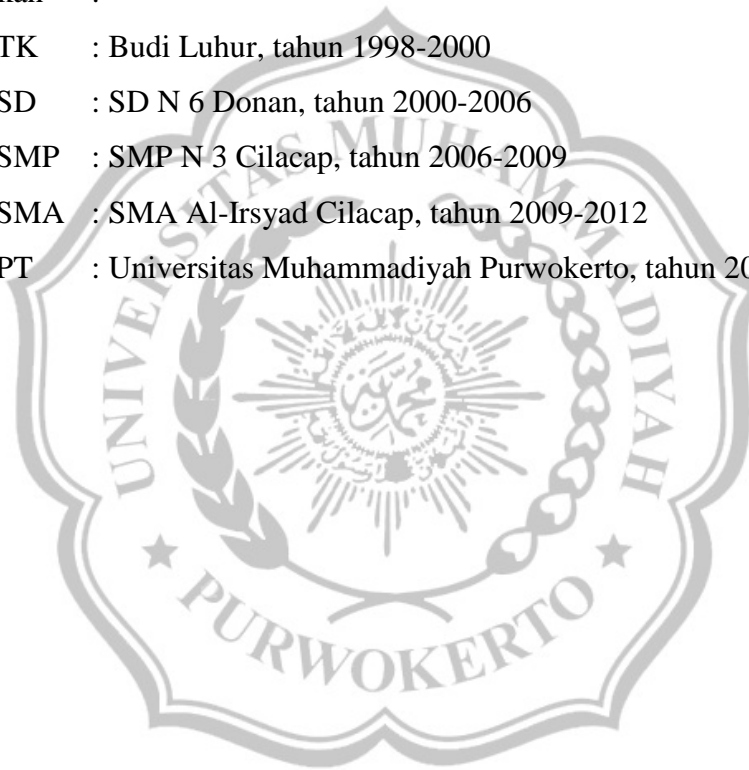 :
TK : Budi Luhur, tahun 1998-2000
SD : SD N 6 Donan, tahun 2000-2006
SMP : SMP N 3 Cilacap, tahun 2006-2009
SMA : SMA Al-Irsyad Cilacap, tahun 2009-2012
PT : Universitas Muhammadiyah Purwokerto, tahun 20
UNIVERSITAS MUHAMMADIYAH
PURWOKERTO